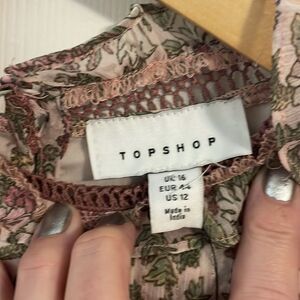 TOPSHOP
UK 16
EUR 44
US 12
Made in
India